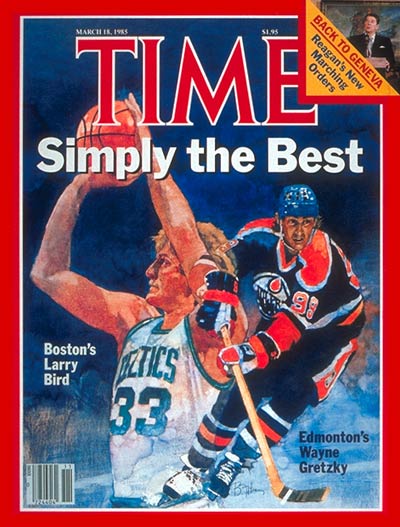 MARCH 18, 1985
$1.95
BACK TO GENEVA
Reagan's New
Marching
Orders
TIME
Simply the Best
Boston's
Larry
Bird
CELTICS
33
99
Edmonton's
Wayne
Gretzky